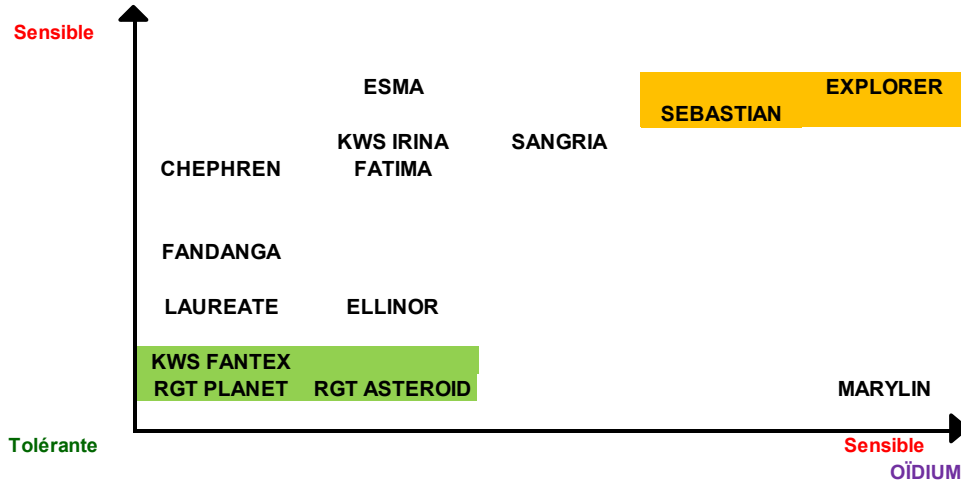 Sensible
ESMA EXPLORER
SEBASTIAN
KWS IRINA SANGRIA
CHEPHREN FATIMA
FANDANGA
LAUREATE ELLINOR
KWS FANTEX
RGT PLANET RGT ASTEROID MARYLIN
Tolérante Sensible
OÏDIUM